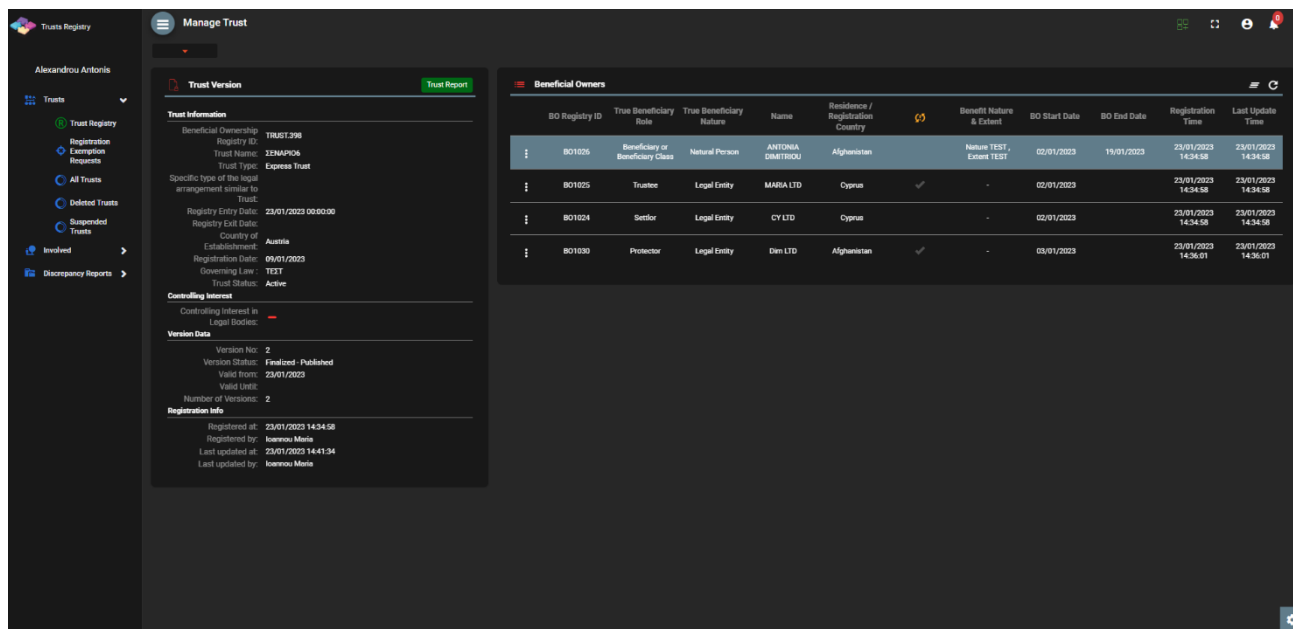 Trusts Registry
Manage Trust
0
Alexandrou Antonis
Trusts
Trust Registry
Registration
Exemption
Requests
All Trusts
Deleted Trusts
Suspended
Trusts
Involved
Discrepancy Reports
Trust Version
Trust Report
Trust Information
Beneficial Ownership
Registry ID:
TRUST.398
Trust Name: ΣΕΝΑΡΙΟ6
Trust Type: Express Trust
Specific type of the legal
arrangement similar to
Trust:
Registry Entry Date: 23/01/2023 00:00:00
Registry Exit Date:
Country of
Establishment:
Austria
Registration Date: 09/01/2023
Governing Law : ΤΕΣΤ
Trust Status: Active
Controlling Interest
Controlling Interest in
Legal Bodies:
Version Data
Version No: 2
Version Status: Finalized - Published
Valid from: 23/01/2023
Valid Until:
Number of Versions: 2
Registration Info
Registered at: 23/01/2023 14:34:58
Registered by: Ioannou Maria
Last updated at: 23/01/2023 14:41:34
Last updated by: Ioannou Maria
Beneficial Owners
BO Registry ID
True Beneficiary
Role
True Beneficiary
Nature
Name
Residence /
Registration
Country
Benefit Nature
& Extent
BO Start Date
BO End Date
Registration
Time
Last Update
Time
BO1026
Beneficiary or
Beneficiary Class
Natural Person
ANTONIA
DIMITRIOU
Afghanistan
Nature TEST ,
Extent TEST
02/01/2023
19/01/2023
23/01/2023
14:34:58
23/01/2023
14:34:58
BO1025
Trustee
Legal Entity
MARIA LTD
Cyprus
-
02/01/2023
23/01/2023
14:34:58
23/01/2023
14:34:58
BO1024
Settlor
Legal Entity
CY LTD
Cyprus
-
02/01/2023
23/01/2023
14:34:58
23/01/2023
14:34:58
BO1030
Protector
Legal Entity
Dim LTD
Afghanistan
-
03/01/2023
23/01/2023
14:36:01
23/01/2023
14:36:01